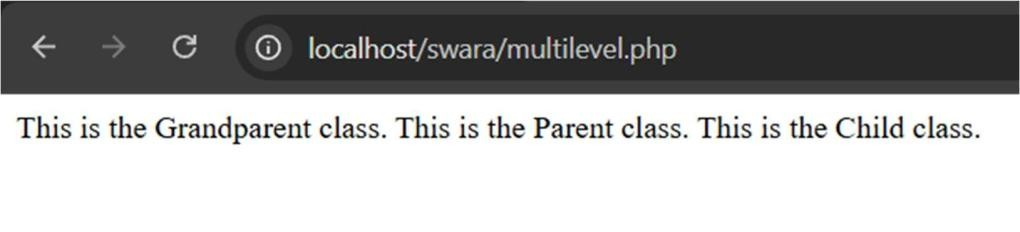 localhost/swara/multilevel.php
This is the Grandparent class. This is the Parent class. This is the Child class.